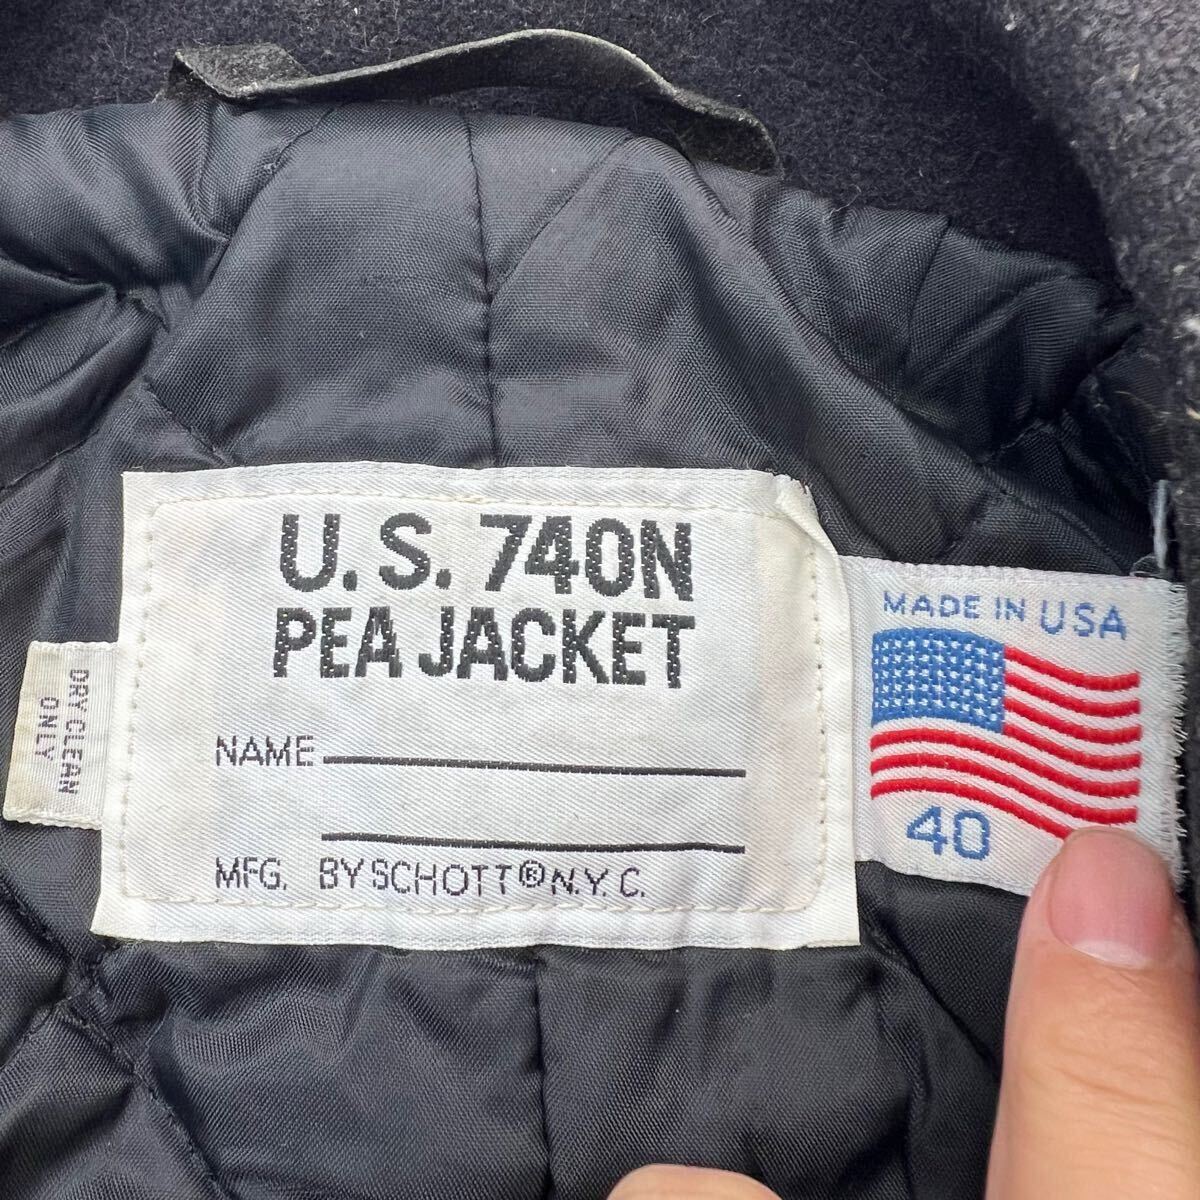 U.S. 740N
PEA JACKET
NAME
MFG. BY SCHOTT® N.Y.C.
DRY CLEAN
ONLY
MADE IN USA
40